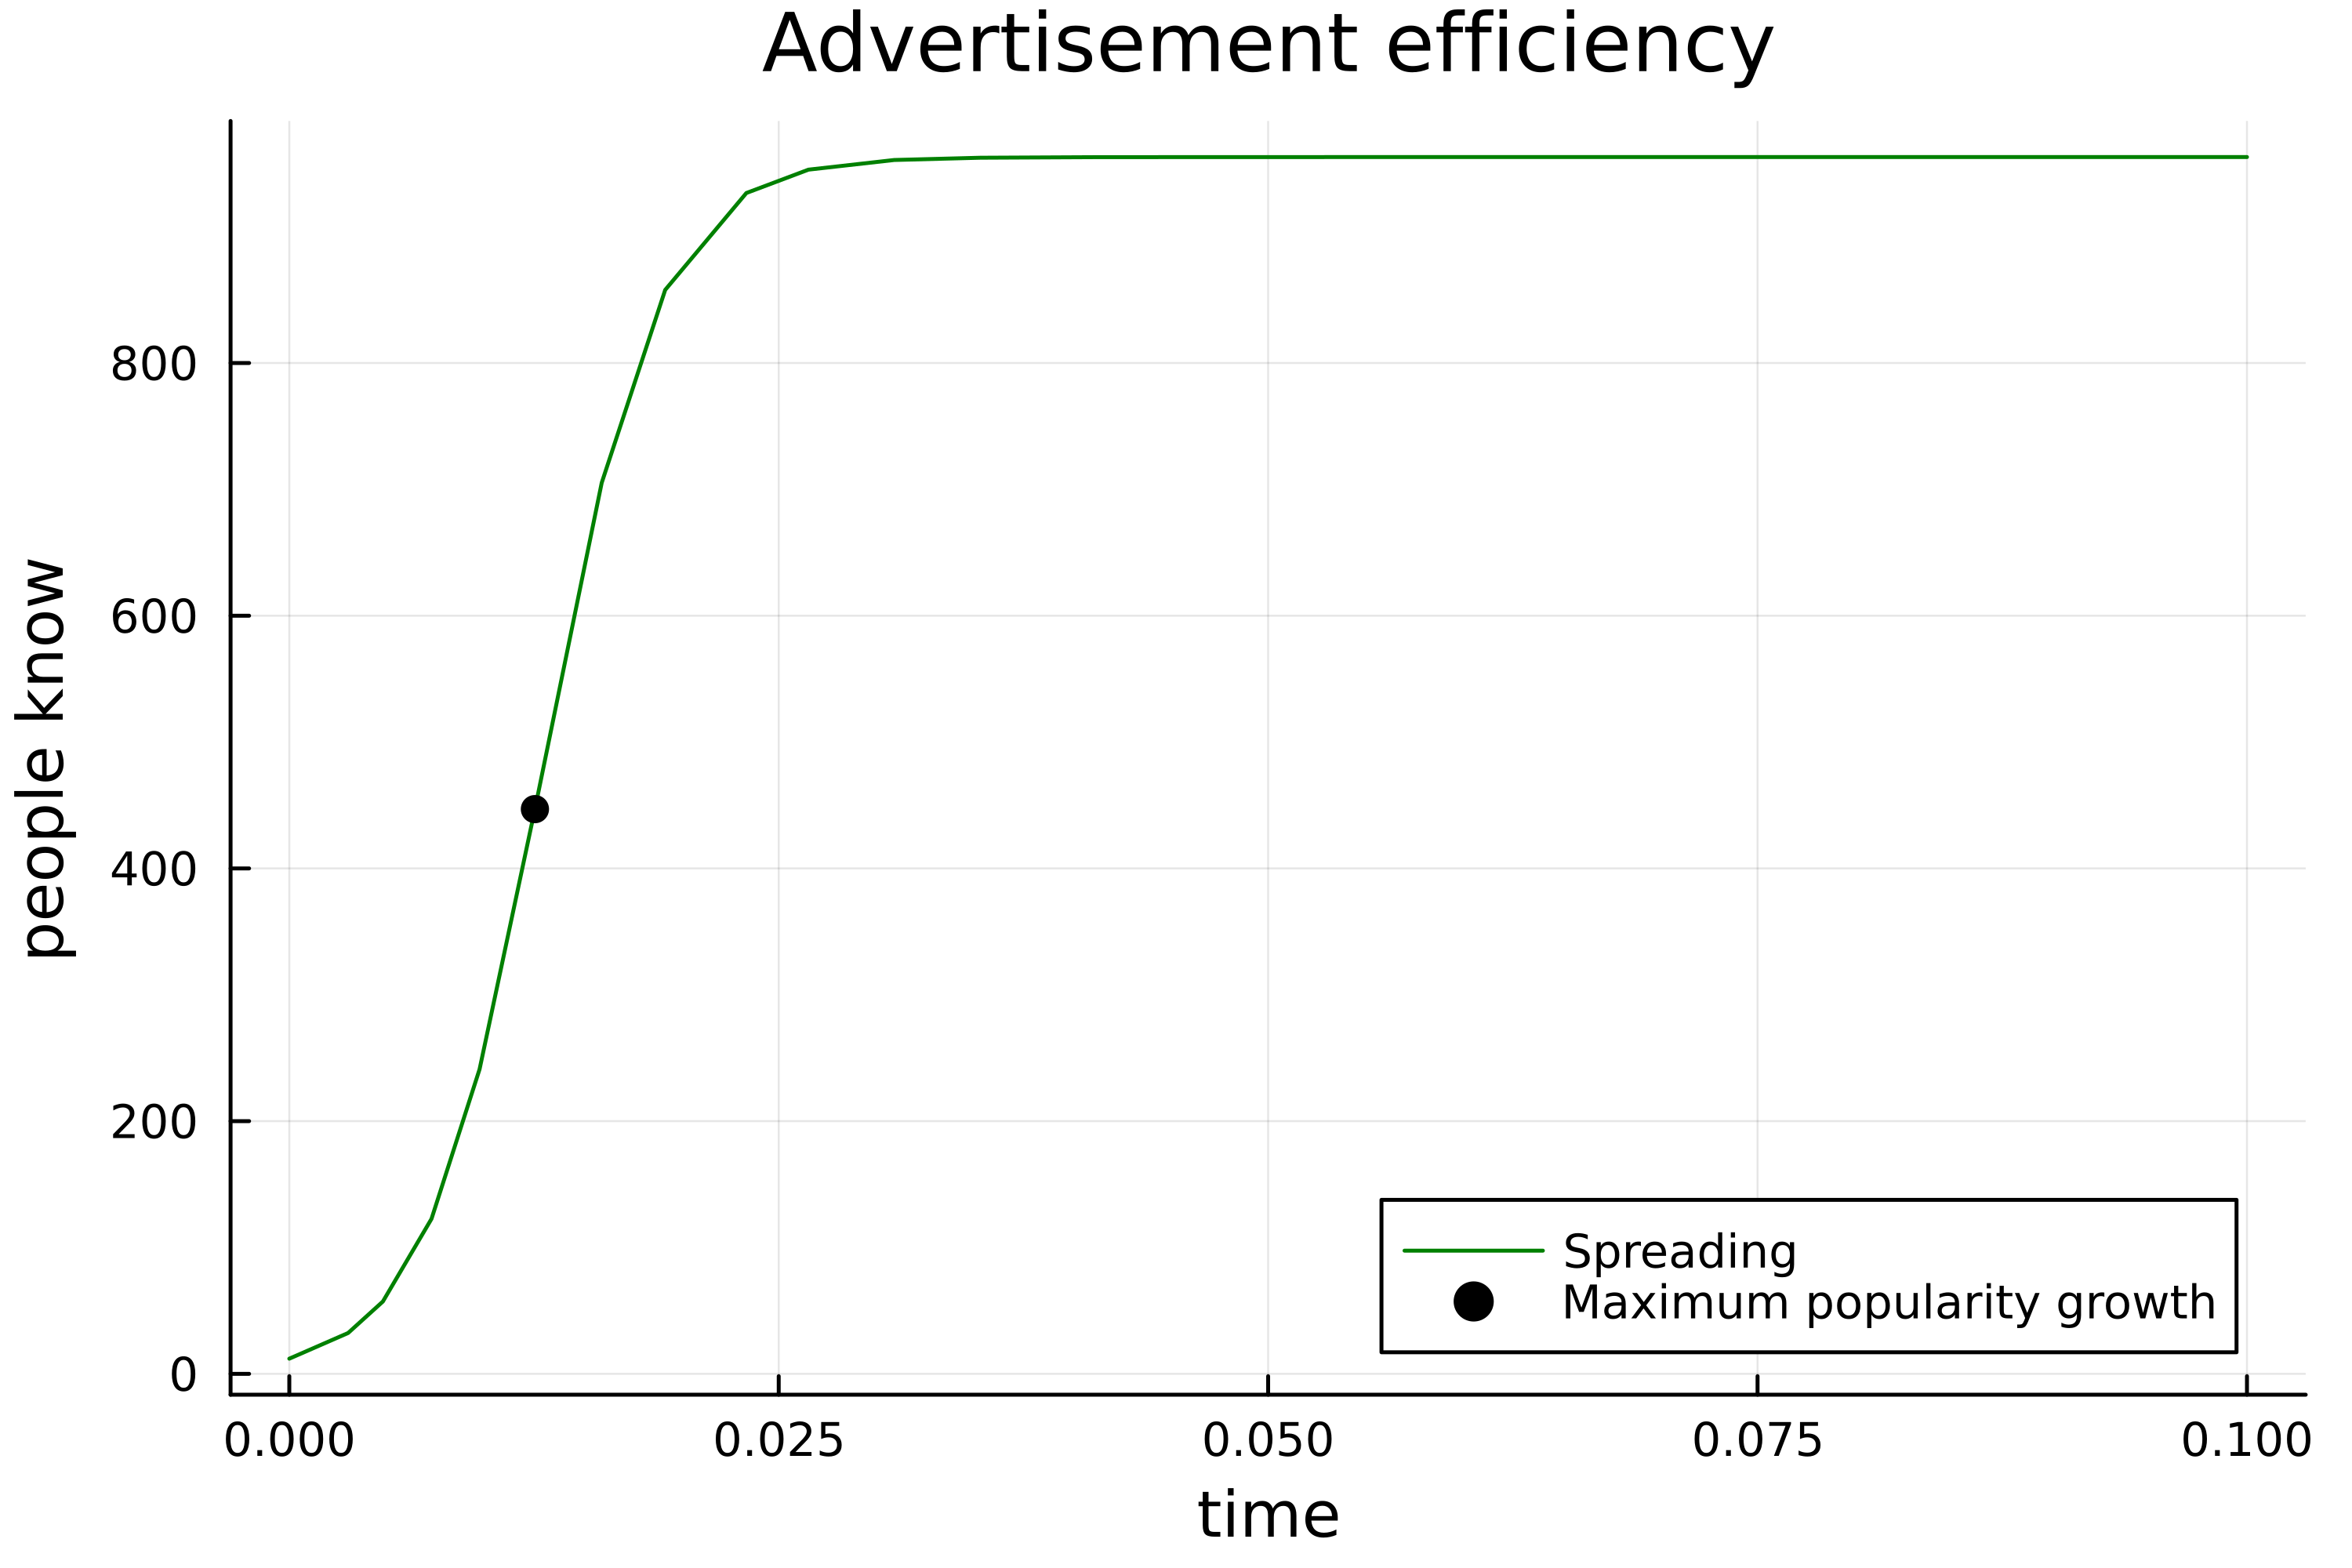 Advertisement efficiency
people know
800
600
400
200
0
0.000 0.025 0.050 0.075 0.100
time
Spreading
Maximum popularity growth